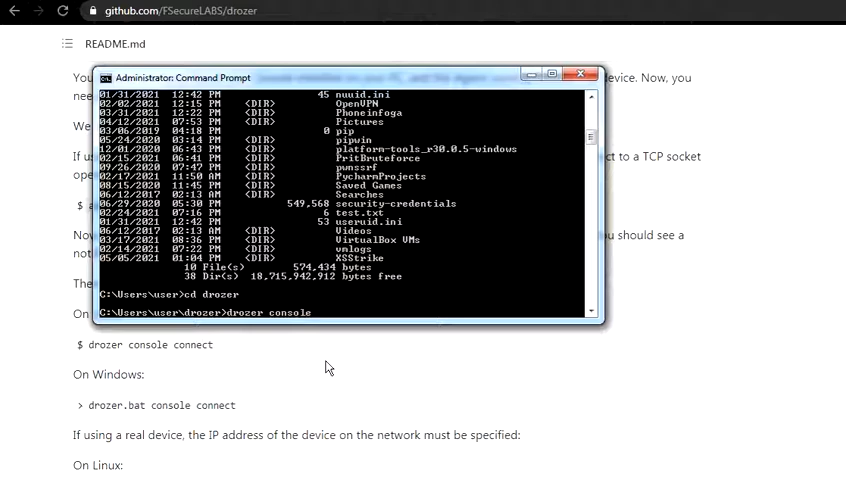 github.com/FSecureLABS/drozer
README.md
You
device. Now, you
nee
Administrator: Command Prompt
01/31/2021 12:42 PM 45 nuuid.ini
02/02/2021 12:15 PM <DIR> OpenVPN
03/31/2021 12:22 PM <DIR> Phoneinfoga
04/12/2021 07:53 PM <DIR> Pictures
03/06/2019 04:18 PM 0 pip
05/24/2020 03:14 PM <DIR> pipwin
12/01/2020 06:43 PM <DIR> platform-tools_r30.0.5-windows
02/15/2021 06:41 PM <DIR> PritBruteforce
09/26/2020 07:47 PM <DIR> pwnssrf
02/17/2021 11:50 AM <DIR> PycharmProjects
08/15/2020 11:45 PM <DIR> Saved Games
06/12/2017 02:13 AM <DIR> Searches
06/29/2020 05:30 PM 549,568 security-credentials
02/24/2021 07:16 PM 6 test.txt
01/31/2021 12:42 PM 53 useruid.ini
06/12/2017 02:13 AM <DIR> Videos
03/17/2021 08:36 PM <DIR> VirtualBox VMs
02/14/2021 07:22 PM <DIR> vmlogs
05/05/2021 01:04 PM <DIR> XSStrike
10 File(s) 574,434 bytes
38 Dir(s) 18,715,942,912 bytes free
C:\Users\user>cd drozer
C:\Users\user\drozer>drozer console
We
If us
ct to a TCP socket
ope
$ a
Nov
ou should see a
noti
The
On
$ drozer console connect
On Windows:
> drozer.bat console connect
If using a real device, the IP address of the device on the network must be specified:
On Linux: